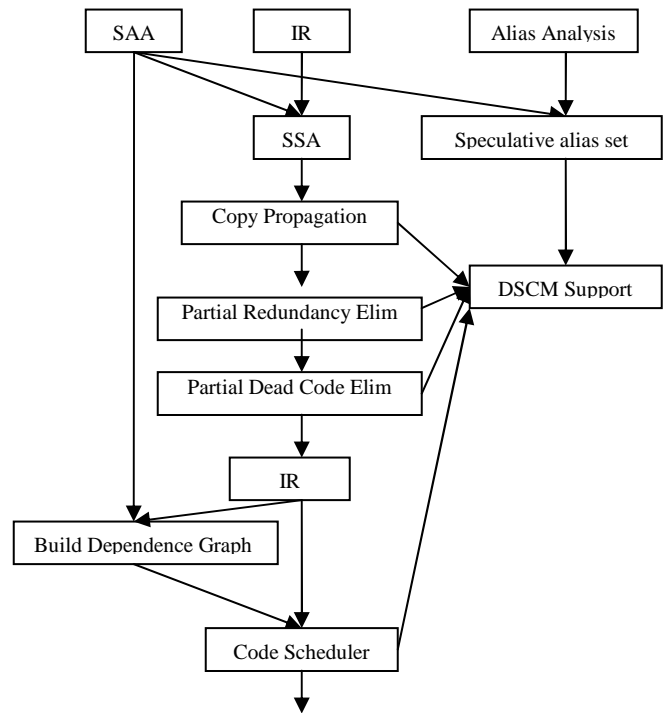 SAA
IR
Alias Analysis
SSA
Speculative alias set
Copy Propagation
DSCM Support
Partial Redundancy Elim
Partial Dead Code Elim
IR
Build Dependence Graph
Code Scheduler